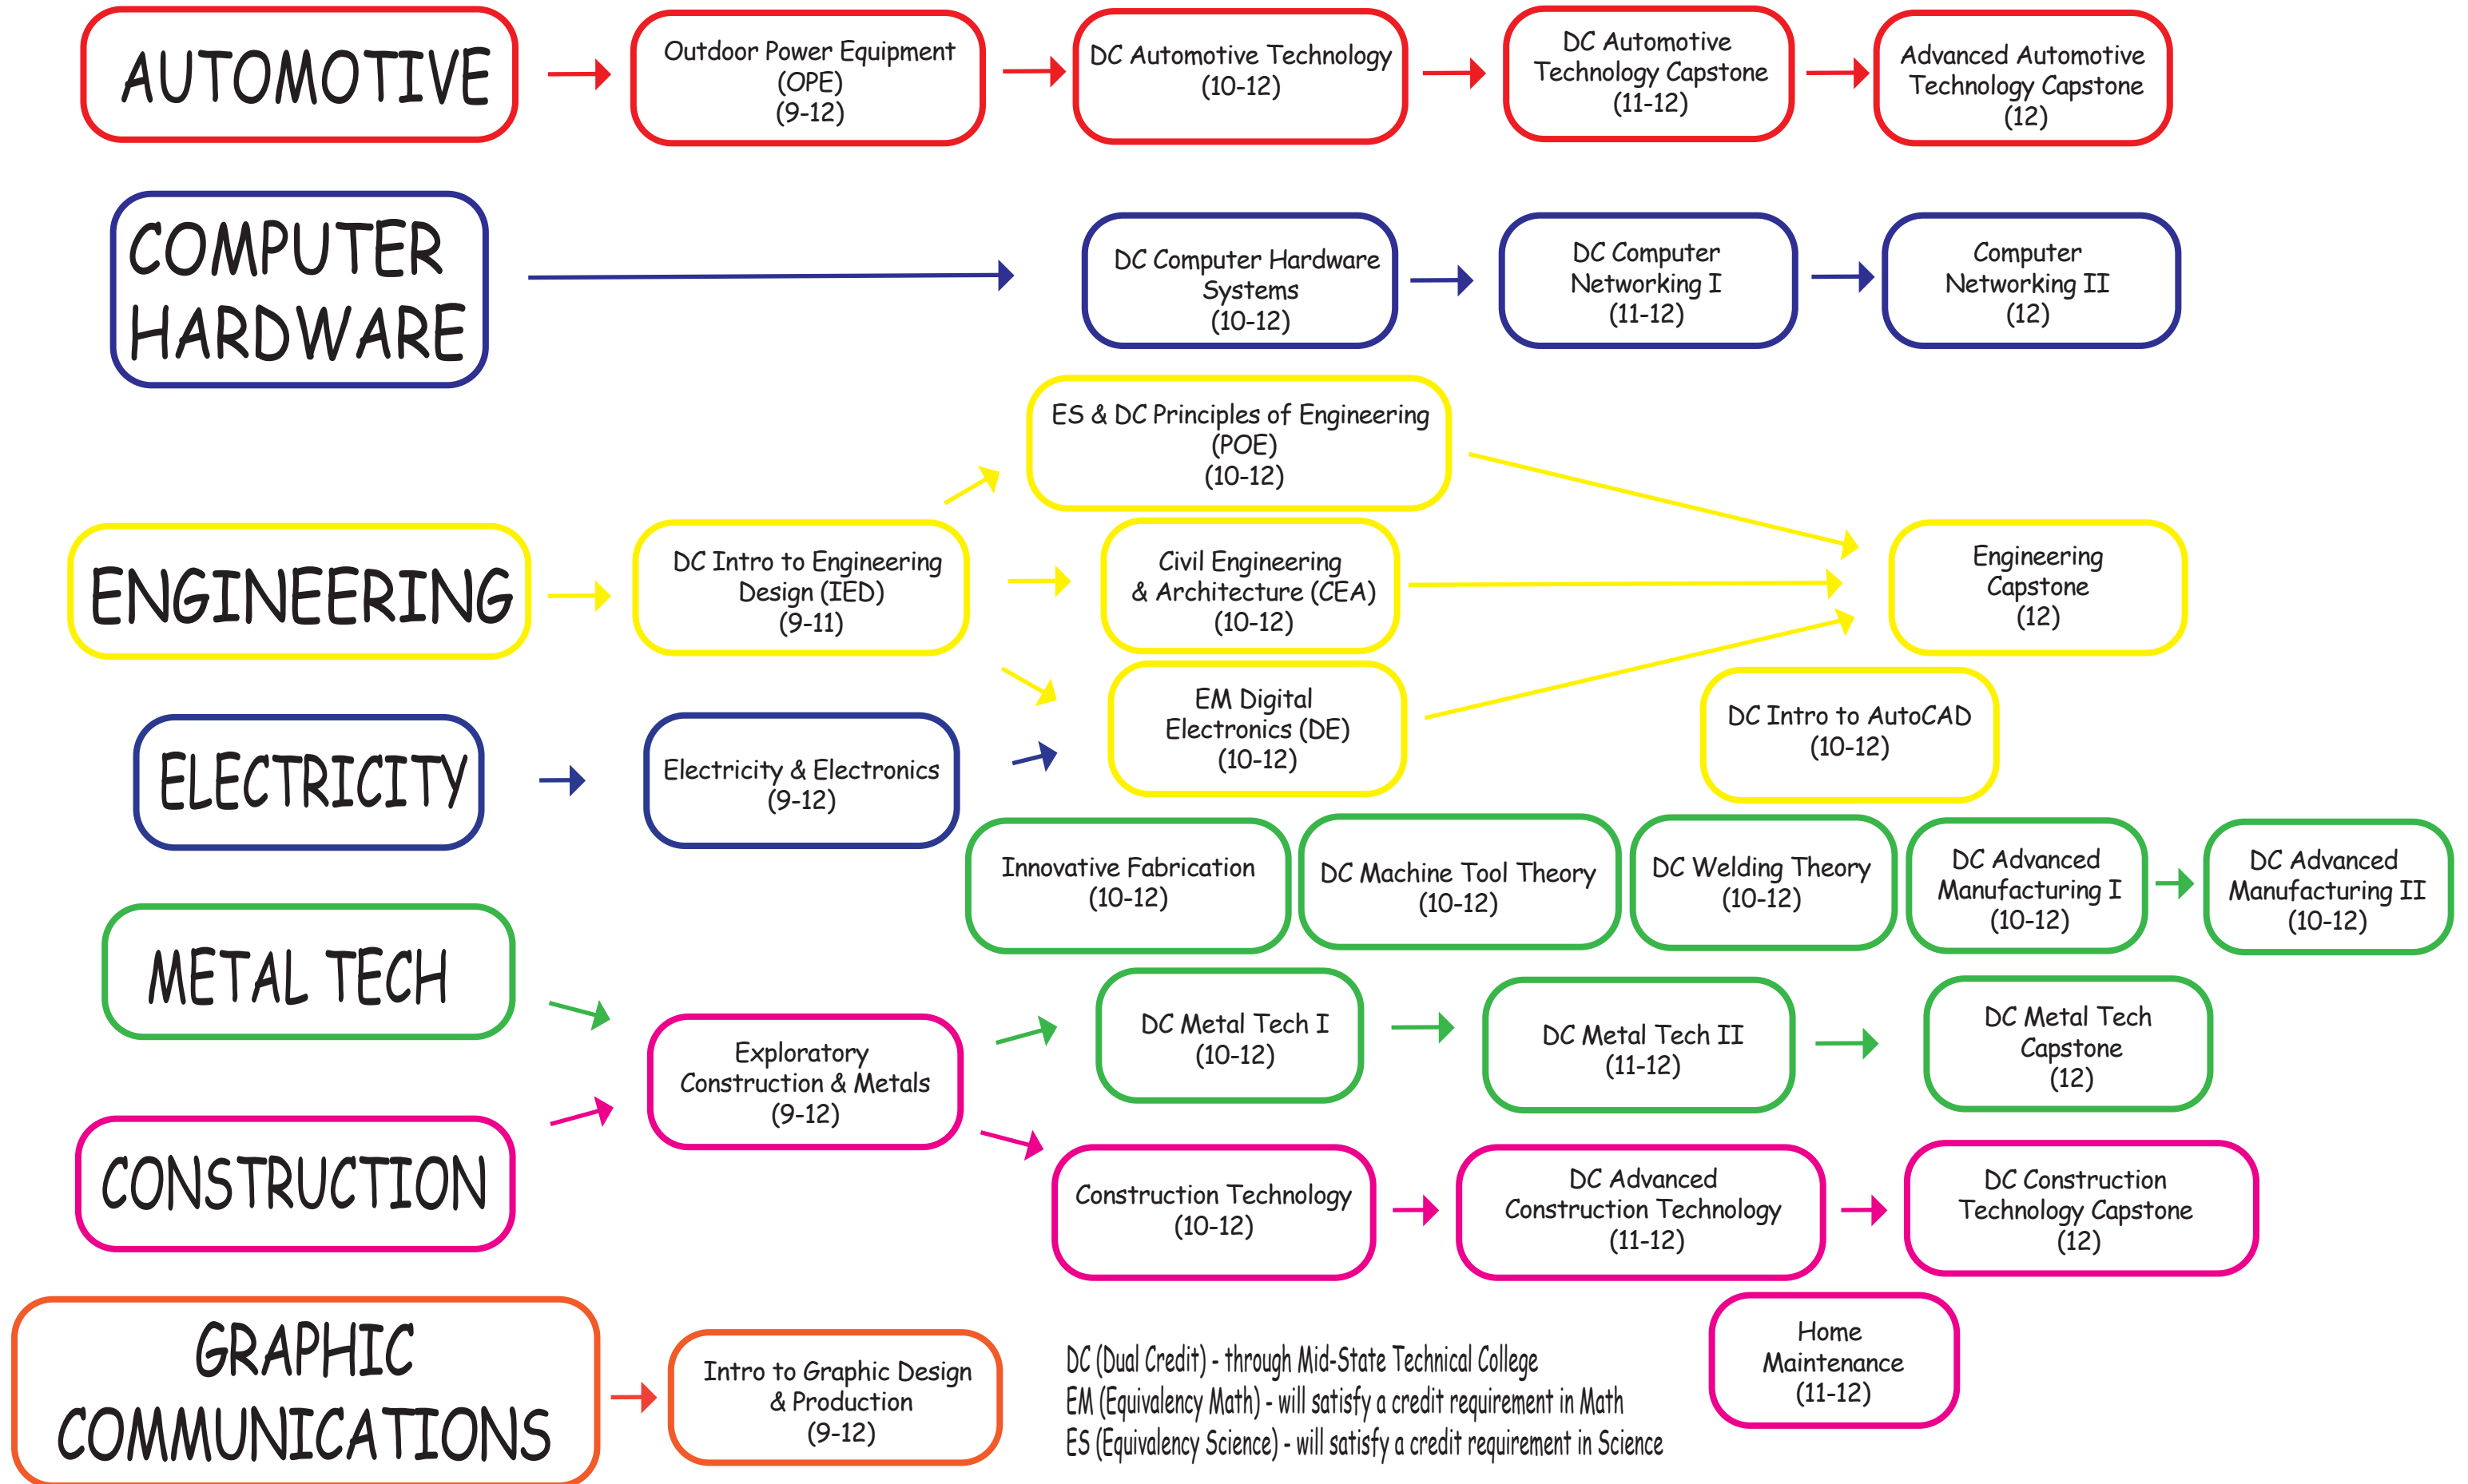 AUTOMOTIVE
Outdoor Power Equipment
(OPE)
(9-12)
DC Automotive Technology
(10-12)
DC Automotive
Technology Capstone
(11-12)
Advanced Automotive
Technology Capstone
(12)
COMPUTER
HARDWARE
DC Computer Hardware
Systems
(10-12)
DC Computer
Networking I
(11-12)
Computer
Networking II
(12)
ENGINEERING
DC Intro to Engineering
Design (IED)
(9-11)
ES & DC Principles of Engineering
(POE)
(10-12)
Civil Engineering
& Architecture (CEA)
(10-12)
EM Digital
Electronics (DE)
(10-12)
Engineering
Capstone
(12)
DC Intro to AutoCAD
(10-12)
ELECTRICITY
Electricity & Electronics
(9-12)
Innovative Fabrication
(10-12)
DC Machine Tool Theory
(10-12)
DC Welding Theory
(10-12)
DC Advanced
Manufacturing I
(10-12)
DC Advanced
Manufacturing II
(10-12)
METAL TECH
Exploratory
Construction & Metals
(9-12)
DC Metal Tech I
(10-12)
DC Metal Tech II
(11-12)
DC Metal Tech
Capstone
(12)
CONSTRUCTION
Construction Technology
(10-12)
DC Advanced
Construction Technology
(11-12)
DC Construction
Technology Capstone
(12)
Home
Maintenance
(11-12)
GRAPHIC
COMMUNICATIONS
Intro to Graphic Design
& Production
(9-12)
DC (Dual Credit) - through Mid-State Technical College
EM (Equivalency Math) - will satisfy a credit requirement in Math
ES (Equivalency Science) - will satisfy a credit requirement in Science